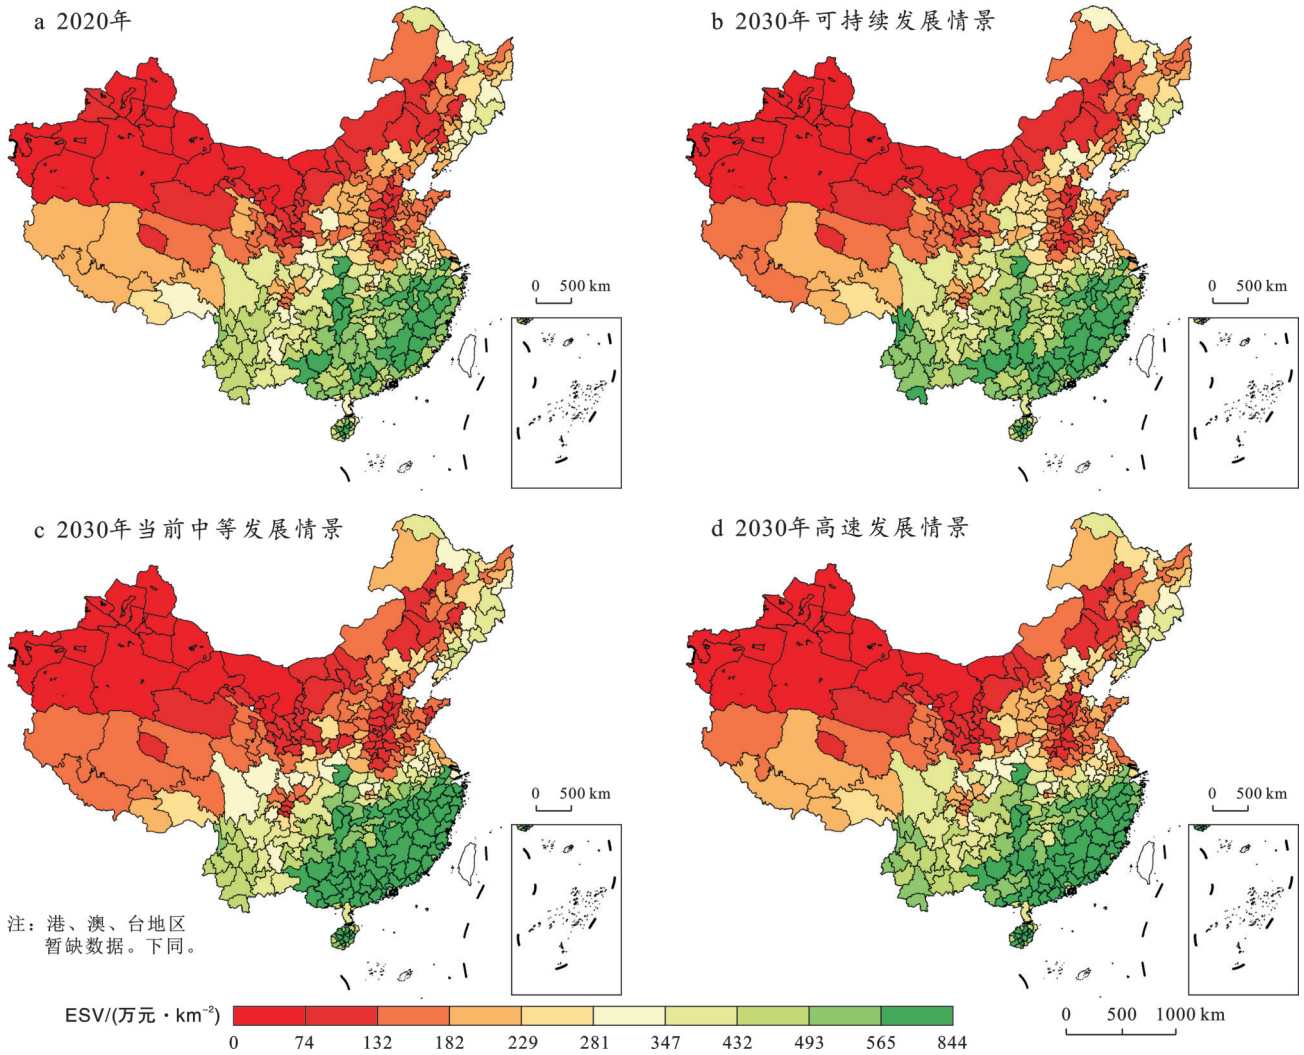 a 2020年
b 2030年可持续发展情景
0 500 km
0 500 km
c 2030年当前中等发展情景
d 2030年高速发展情景
0 500 km
0 500 km
注：港、澳、台地区
暂缺数据。下同。
ESV/(万元·km⁻²)
0 74 132 182 229 281 347 432 493 565 844
0 500 1000 km